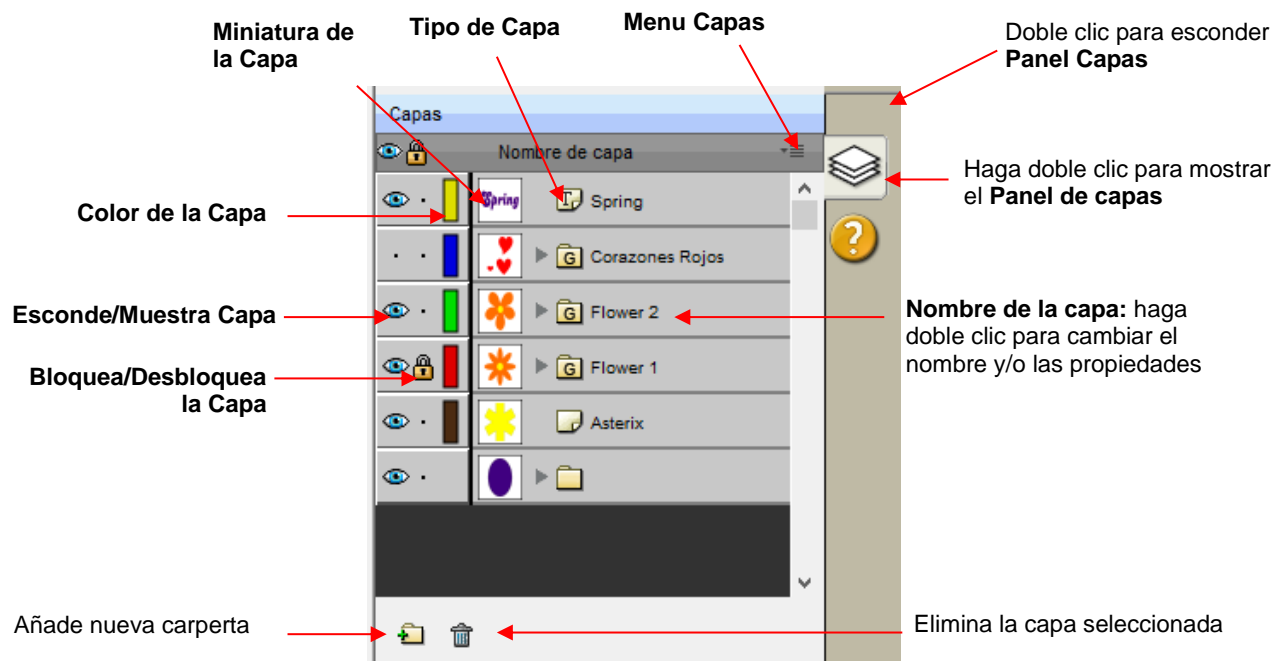 Miniatura de
la Capa
Tipo de Capa
Menu Capas
Doble clic para esconder
Panel Capas
Capas
Nombre de capa
Haga doble clic para mostrar
el Panel de capas
Color de la Capa
Spring
T
Spring
G
Corazones Rojos
?
Esconde/Muestra Capa
G
Flower 2
Nombre de la capa: haga
doble clic para cambiar el
nombre y/o las propiedades
Bloquea/Desbloquea
la Capa
G
Flower 1
Asterix
Añade nueva carperta
Elimina la capa seleccionada